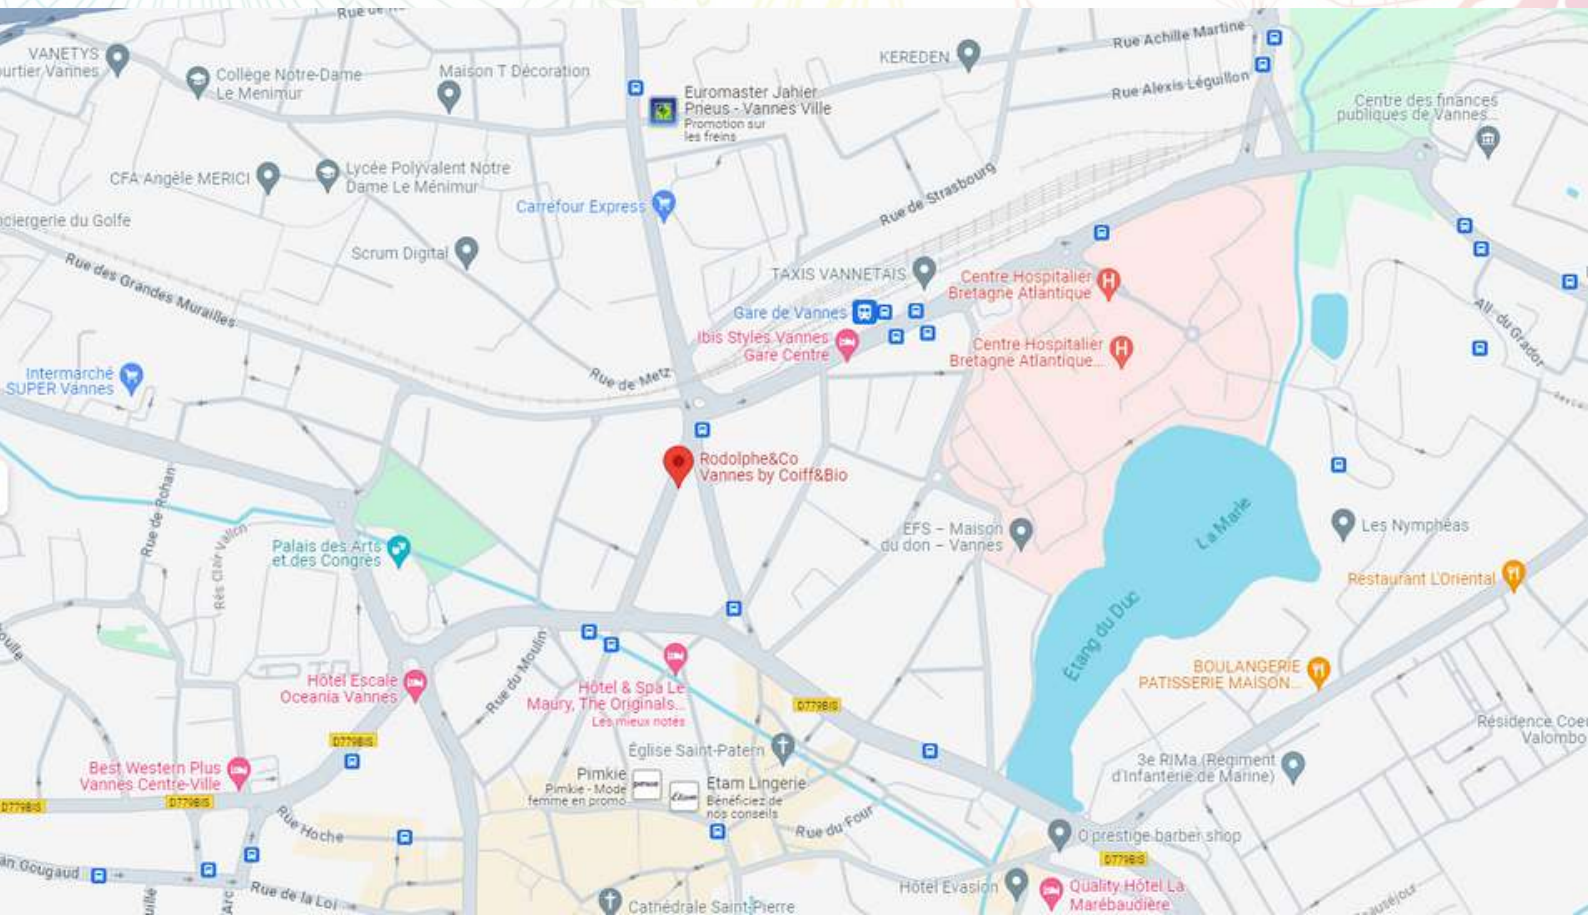 Rue Achille Martine
VANETYS
Courtier Vannes
Collège Notre-Dame
Le Menimur
Maison T Décoration
KEREDEN
Rue Alexis Léguillon
Euromaster Jahier
Pneus - Vannes Ville
Promotion sur
les freins
Centre des finances
publiques de Vannes...
CFA Angèle MERICI
Lycée Polyvalent Notre
Dame Le Ménimur
Carrefour Express
Rue de Strasbourg
nciergerie du Golfe
Scrum Digital
Rue des Grandes Murailles
TAXIS VANNETAIS
Centre Hospitalier
Bretagne Atlantique
Gare de Vannes
Ibis Styles Vannes
Gare Centre
Centre Hospitalier
Bretagne Atlantique...
All. du Grador
Intermarché
SUPER Vannes
Rue de Metz
Rodolphe&Co
Vannes by Coiff&Bio
Rue de Rohan
Rés Clair Vallon
Palais des Arts
et des Congrès
EFS – Maison
du don – Vannes
La Marle
Les Nymphéas
Restaurant L'Oriental
Étang du Duc
Rue du Moulin
Hôtel Escale
Oceania Vannes
Hôtel & Spa Le
Maury, The Originals...
Les mieux notés
BOULANGERIE
PATISSERIE MAISON...
D779BIS
Résidence Coe
Valombo
D779BIS
Église Saint-Patern
3e RIMa (Régiment
d'Infanterie de Marine)
Best Western Plus
Vannes Centre-Ville
Pimkie
Pimkie - Mode
femme en promo
Etam Lingerie
Bénéficiez de
nos conseils
D779BIS
D779BIS
Rue Hoche
Rue du Four
O'prestige barber shop
D779BIS
an Gougaud
Rue de la Loi
Hôtel Evasion
Quality Hôtel La
Marébaudière
Cathédrale Saint-Pierre